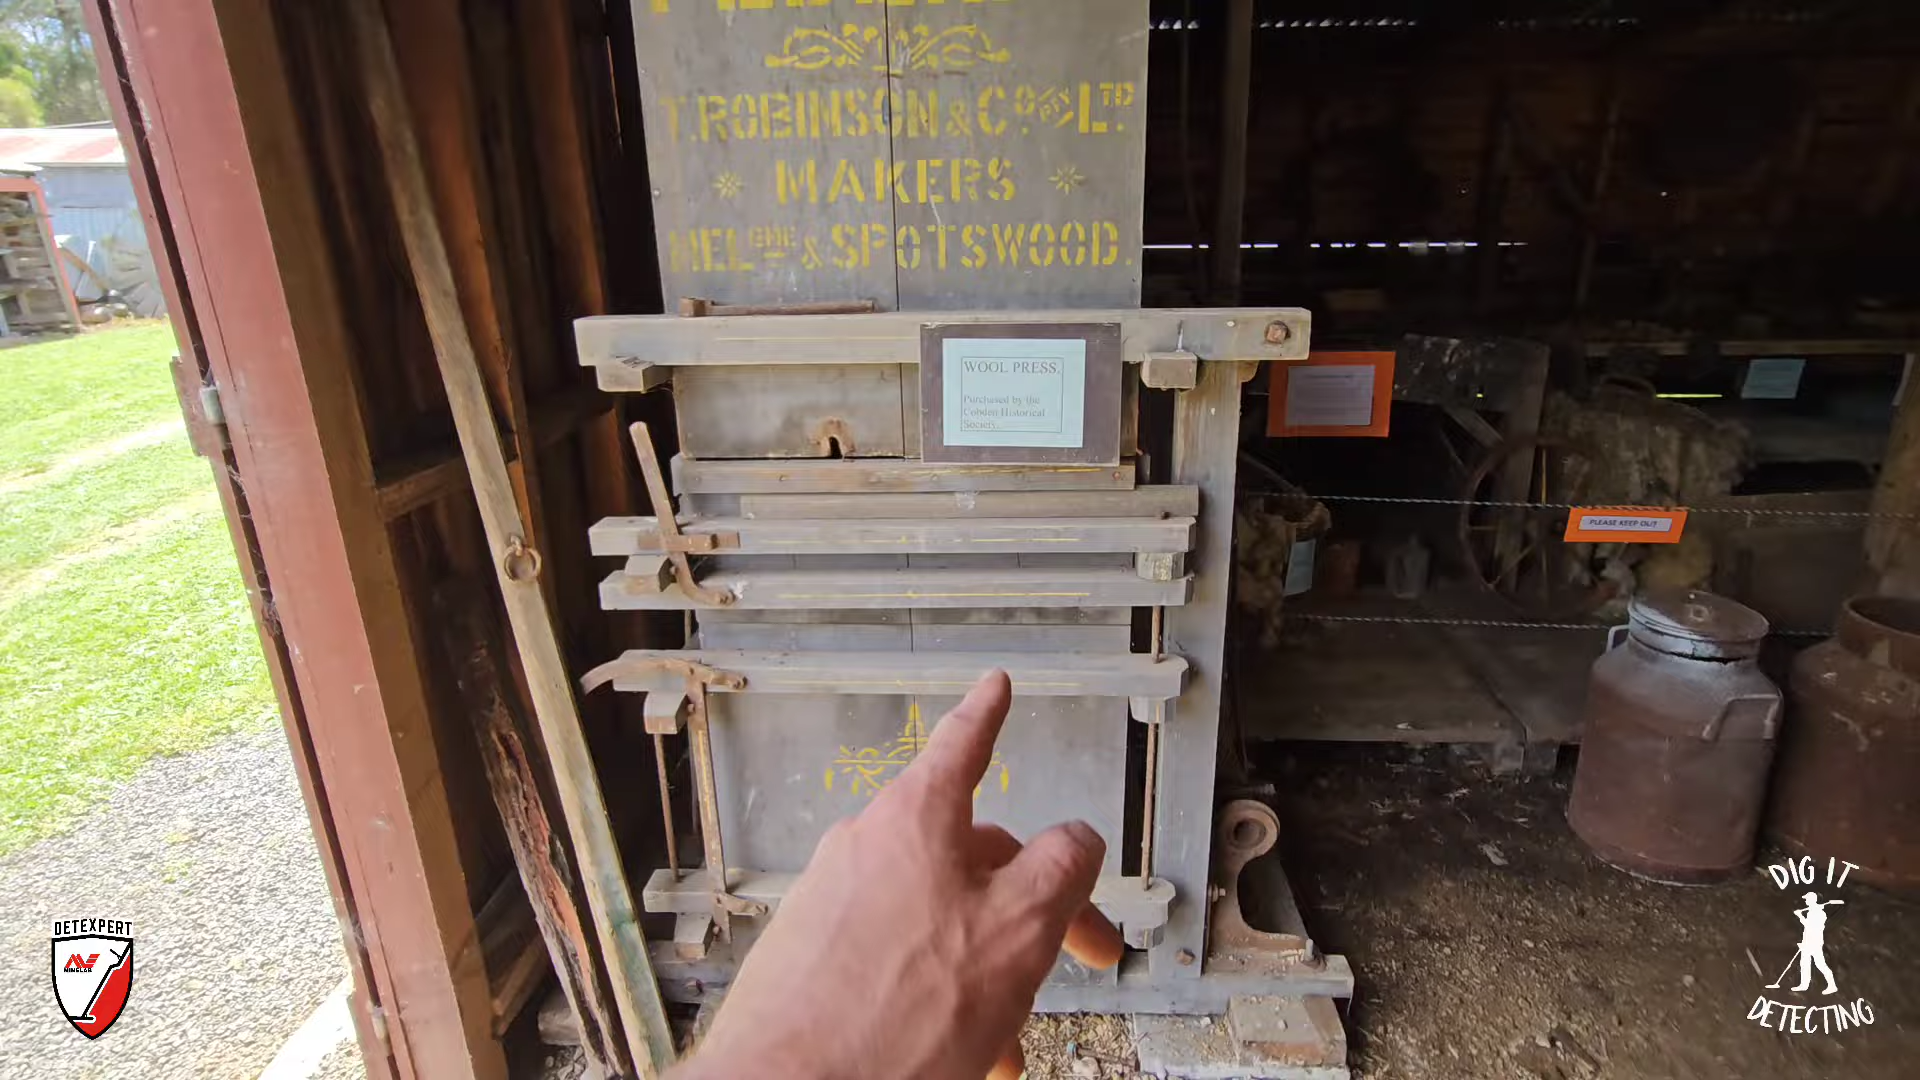 T. ROBINSON & CO. PTY LTD.
MAKERS
MELBNE & SPOTSWOOD.
WOOL PRESS.
Purchased by the
Cobden Historical
Society.
PLEASE KEEP OUT
DETEXPERT
MINELAB
DIG IT
DETECTING